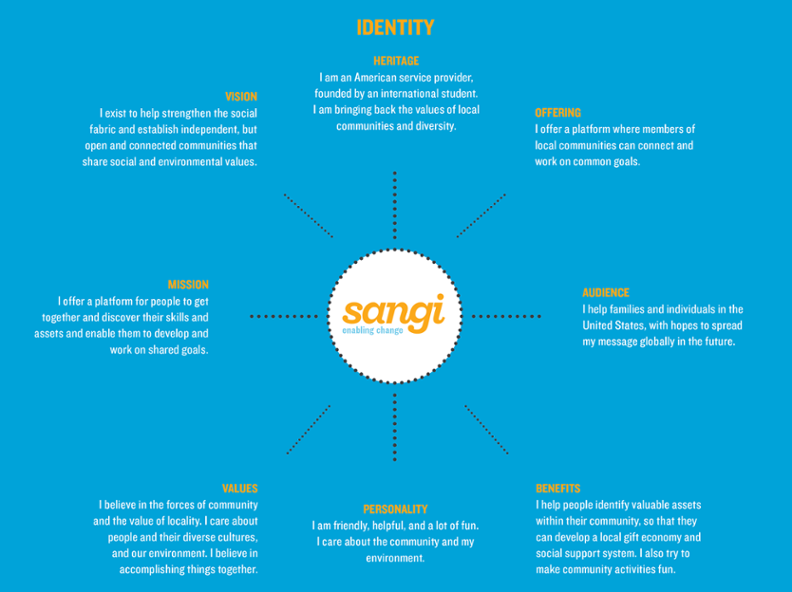 IDENTITY
HERITAGE
I am an American service provider,
founded by an international student.
I am bringing back the values of local
communities and diversity.
VISION
I exist to help strengthen the social
fabric and establish independent, but
open and connected communities that
share social and environmental values.
OFFERING
I offer a platform where members of
local communities can connect and
work on common goals.
MISSION
I offer a platform for people to get
together and discover their skills and
assets and enable them to develop and
work on shared goals.
sangi
enabling change
AUDIENCE
I help families and individuals in the
United States, with hopes to spread
my message globally in the future.
VALUES
I believe in the forces of community
and the value of locality. I care about
people and their diverse cultures,
and our environment. I believe in
accomplishing things together.
PERSONALITY
I am friendly, helpful, and a lot of fun.
I care about the community and my
environment.
BENEFITS
I help people identify valuable assets
within their community, so that they
can develop a local gift economy and
social support system. I also try to
make community activities fun.